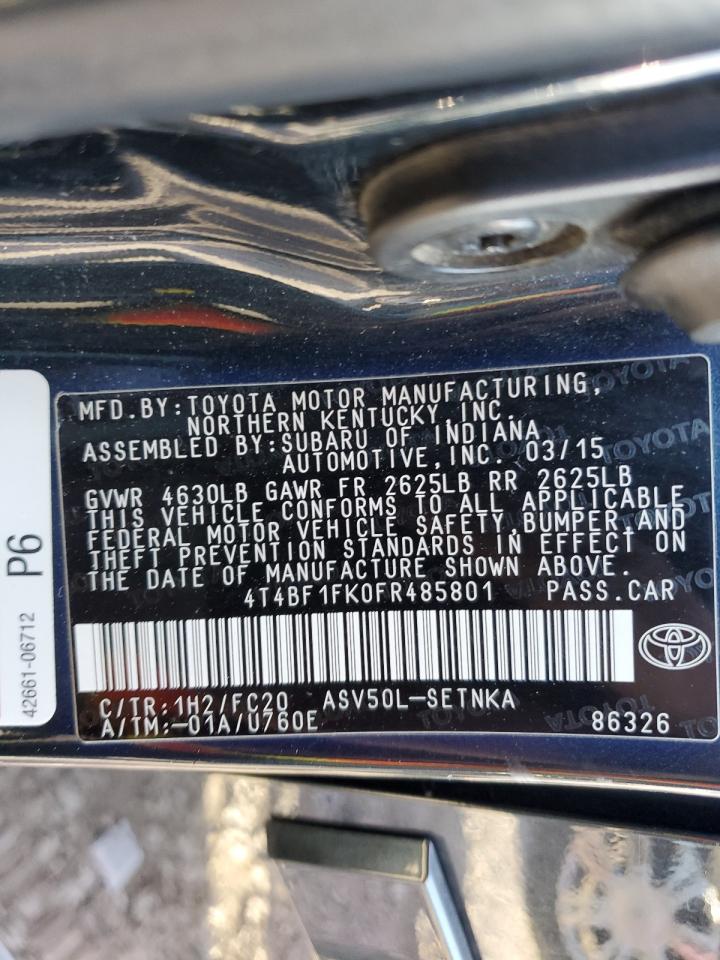 MFD.BY:TOYOTA MOTOR MANUFACTURING,
NORTHERN KENTUCKY,INC.
ASSEMBLED BY:SUBARU OF INDIANA
AUTOMOTIVE,INC. 03/15
GVWR 4630LB GAWR FR 2625LB RR 2625LB
THIS VEHICLE CONFORMS TO ALL APPLICABLE
FEDERAL MOTOR VEHICLE SAFETY,BUMPER AND
THEFT PREVENTION STANDARDS IN EFFECT ON
THE DATE OF MANUFACTURE SHOWN ABOVE.
4T4BF1FK0FR485801 PASS.CAR
C/TR:1H2/FC20 ASV50L-SETNKA
A/TM:-01A/U760E 86326
P6
42661-06712